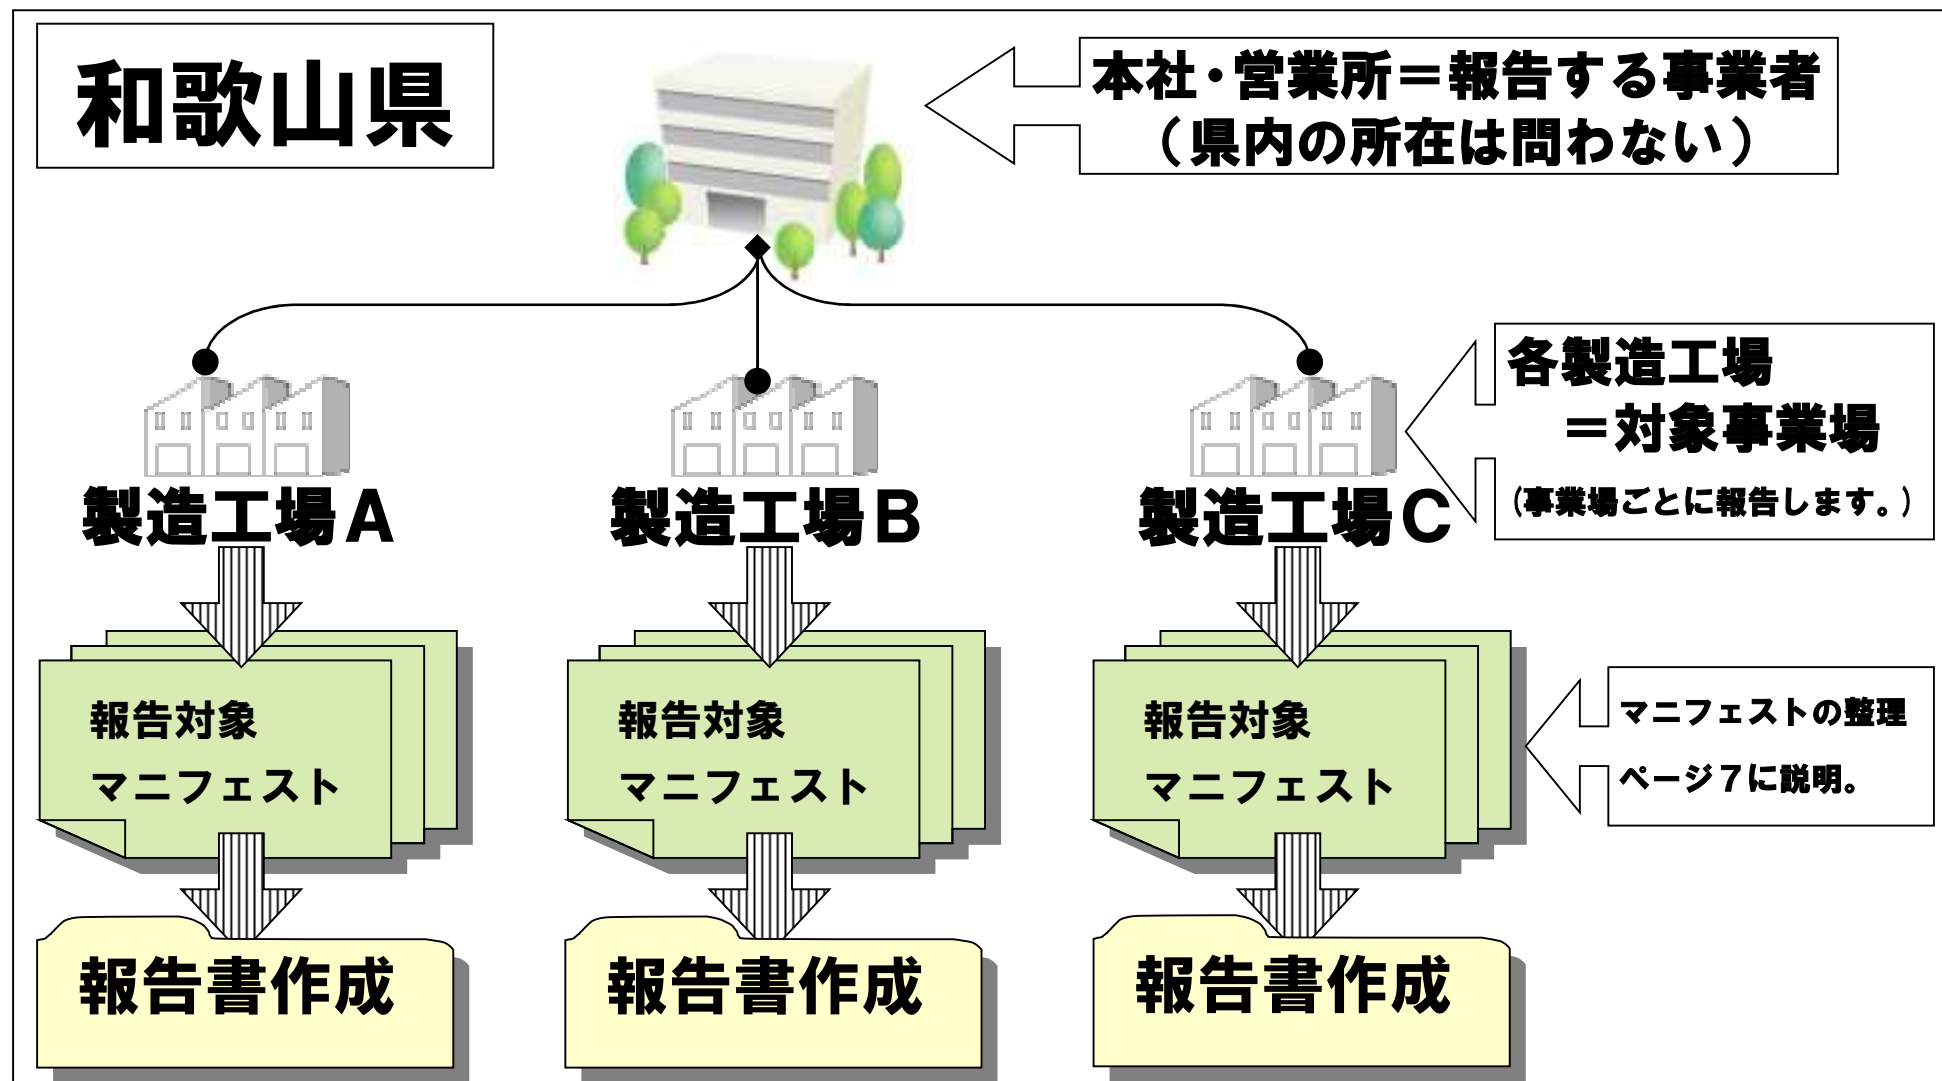 和歌山県
本社・営業所＝報告する事業者
（県内の所在は問わない）
各製造工場
＝対象事業場
(事業場ごとに報告します。)
製造工場Ａ
製造工場Ｂ
製造工場Ｃ
報告対象
マニフェスト
報告対象
マニフェスト
報告対象
マニフェスト
マニフェストの整理
ページ７に説明。
報告書作成
報告書作成
報告書作成